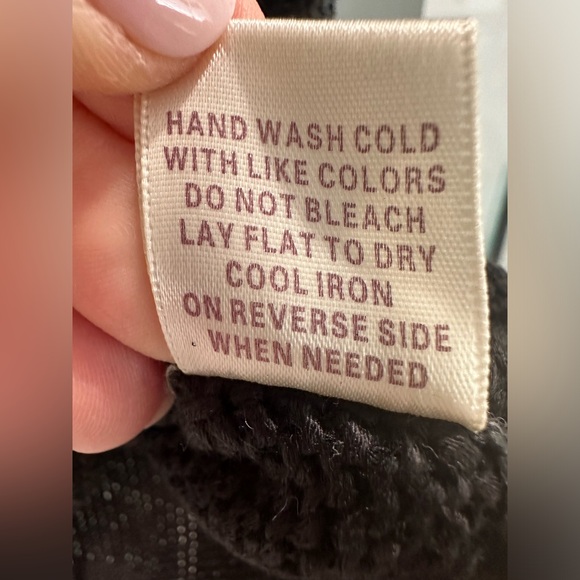 HAND WASH COLD
WITH LIKE COLORS
DO NOT BLEACH
LAY FLAT TO DRY
COOL IRON
ON REVERSE SIDE
WHEN NEEDED